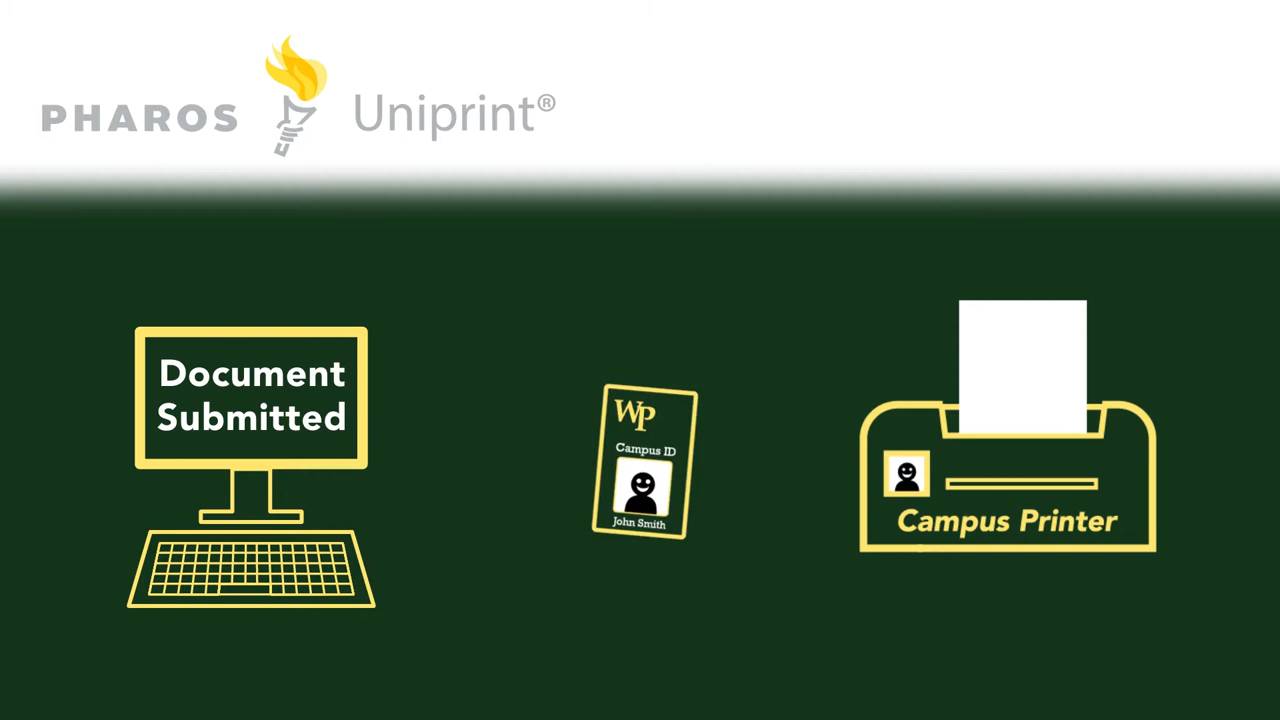 PHAROS Uniprint®
Document
Submitted
WP
Campus ID
John Smith
Campus Printer